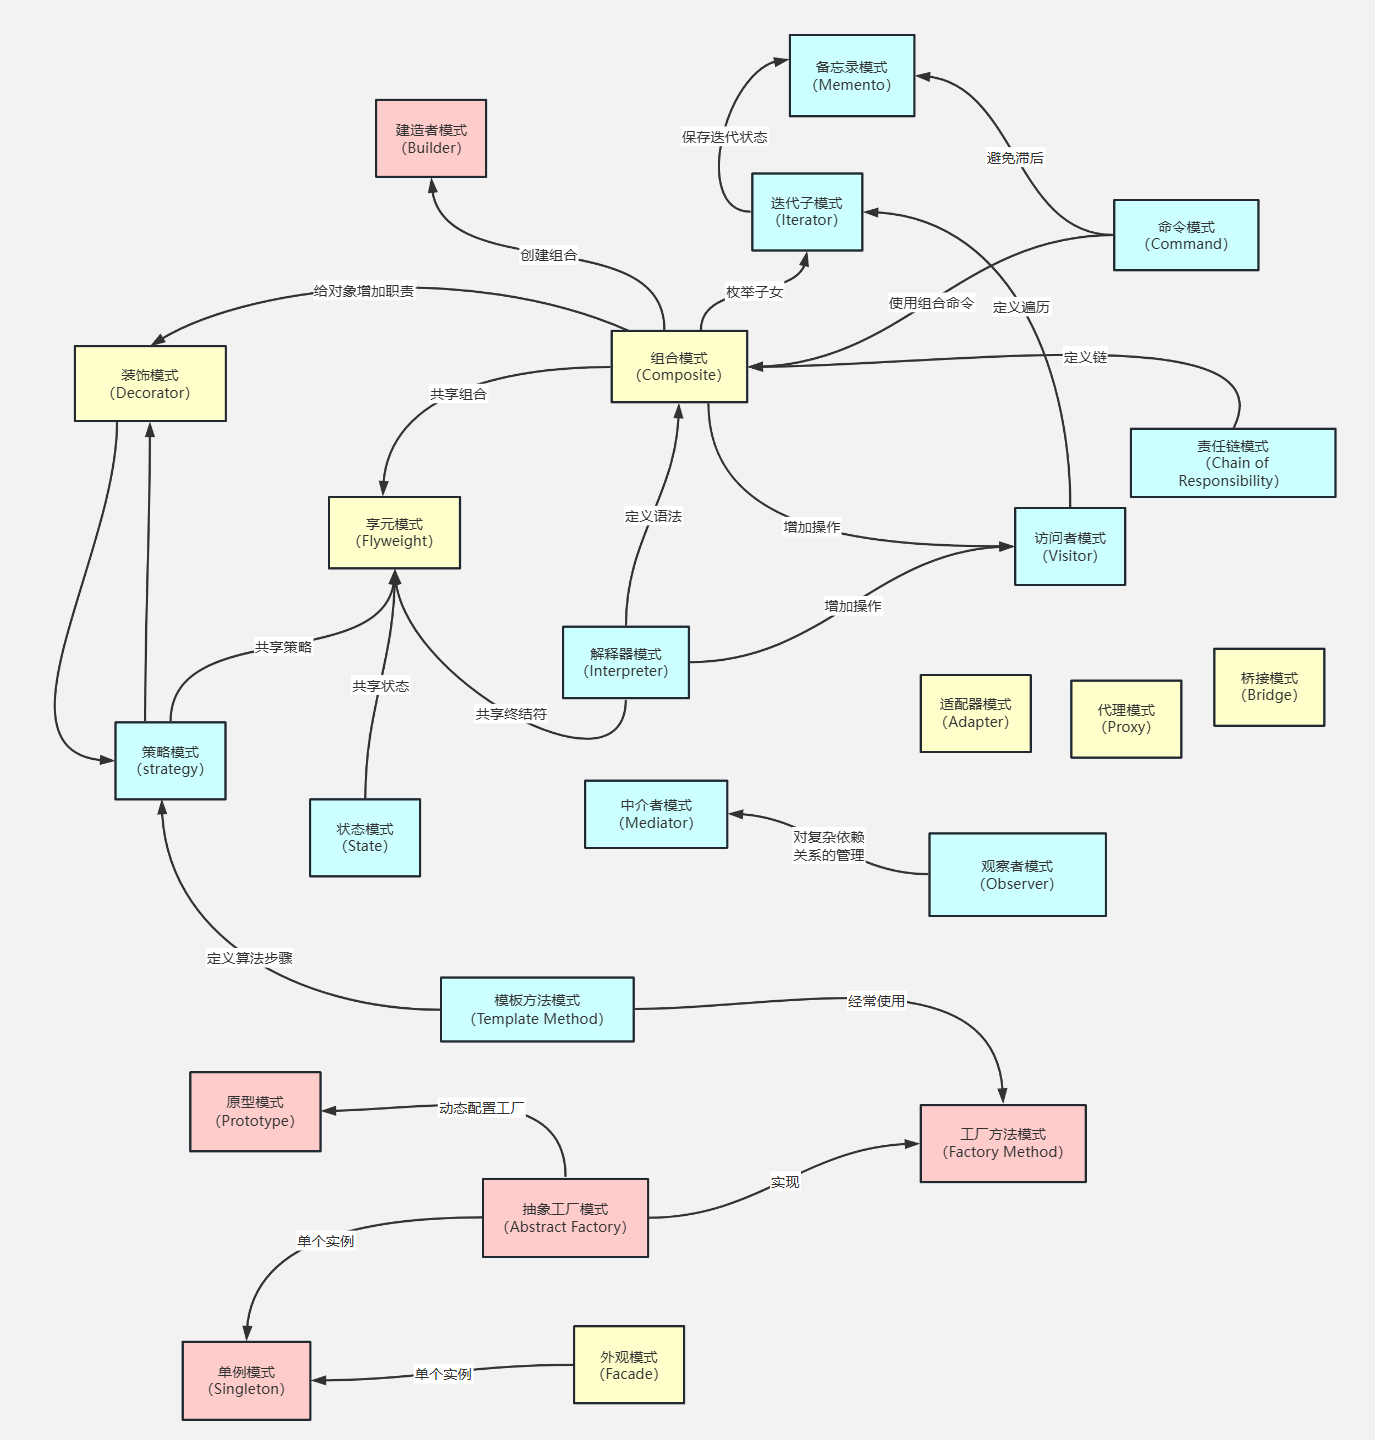 备忘录模式
（Memento）
建造者模式
（Builder）
保存迭代状态
避免滞后
迭代子模式
（Iterator）
命令模式
（Command）
创建组合
给对象增加职责
枚举子女
使用组合命令
定义遍历
装饰模式
（Decorator）
组合模式
（Composite）
定义链
共享组合
责任链模式
（Chain of
Responsibility）
享元模式
（Flyweight）
定义语法
增加操作
访问者模式
（Visitor）
增加操作
共享策略
解释器模式
（Interpreter）
共享状态
共享终结符
适配器模式
（Adapter）
代理模式
（Proxy）
桥接模式
（Bridge）
策略模式
（strategy）
状态模式
（State）
中介者模式
（Mediator）
对复杂依赖
关系的管理
观察者模式
（Observer）
定义算法步骤
模板方法模式
（Template Method）
经常使用
原型模式
（Prototype）
动态配置工厂
工厂方法模式
（Factory Method）
实现
抽象工厂模式
（Abstract Factory）
单个实例
单例模式
（Singleton）
单个实例
外观模式
（Facade）